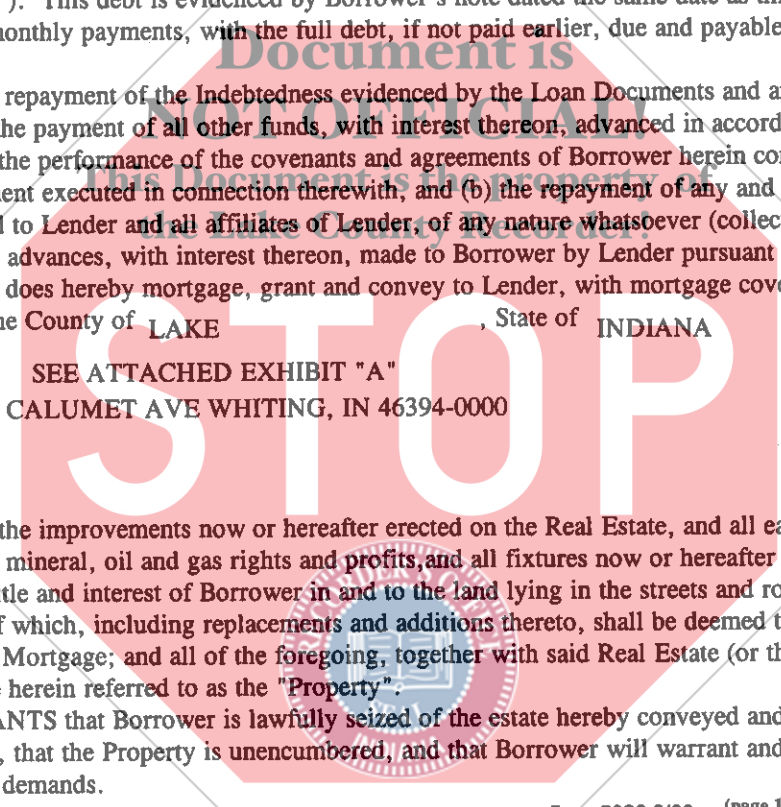 ). This debt is evidenced by Borrower's note dated the same date as
monthly payments, with the full debt, if not paid earlier, due and payable
Document is
repayment of the Indebtedness evidenced by the Loan Documents and
NOT OFFICIAL!
the payment of all other funds, with interest thereon, advanced in accord
the performance of the covenants and agreements of Borrower herein
This Document is the property of
executed in connection therewith, and (b) the repayment of any and
the Lake County Recorder!
to Lender and all affiliates of Lender, of any nature whatsoever (collec
advances, with interest thereon, made to Borrower by Lender pursuant
does hereby mortgage, grant and convey to Lender, with mortgage
County of LAKE , State of INDIANA
STOP
SEE ATTACHED EXHIBIT "A"
CALUMET AVE WHITING, IN 46394-0000
the improvements now or hereafter erected on the Real Estate, and all
mineral, oil and gas rights and profits,and all fixtures now or hereafter
and interest of Borrower in and to the land lying in the streets and
which, including replacements and additions thereto, shall be deemed
Mortgage; and all of the foregoing, together with said Real Estate (or
herein referred to as the "Property".
ANTS that Borrower is lawfully seized of the estate hereby conveyed and
, that the Property is unencumbered, and that Borrower will warrant and
demands.
SEAL
(page